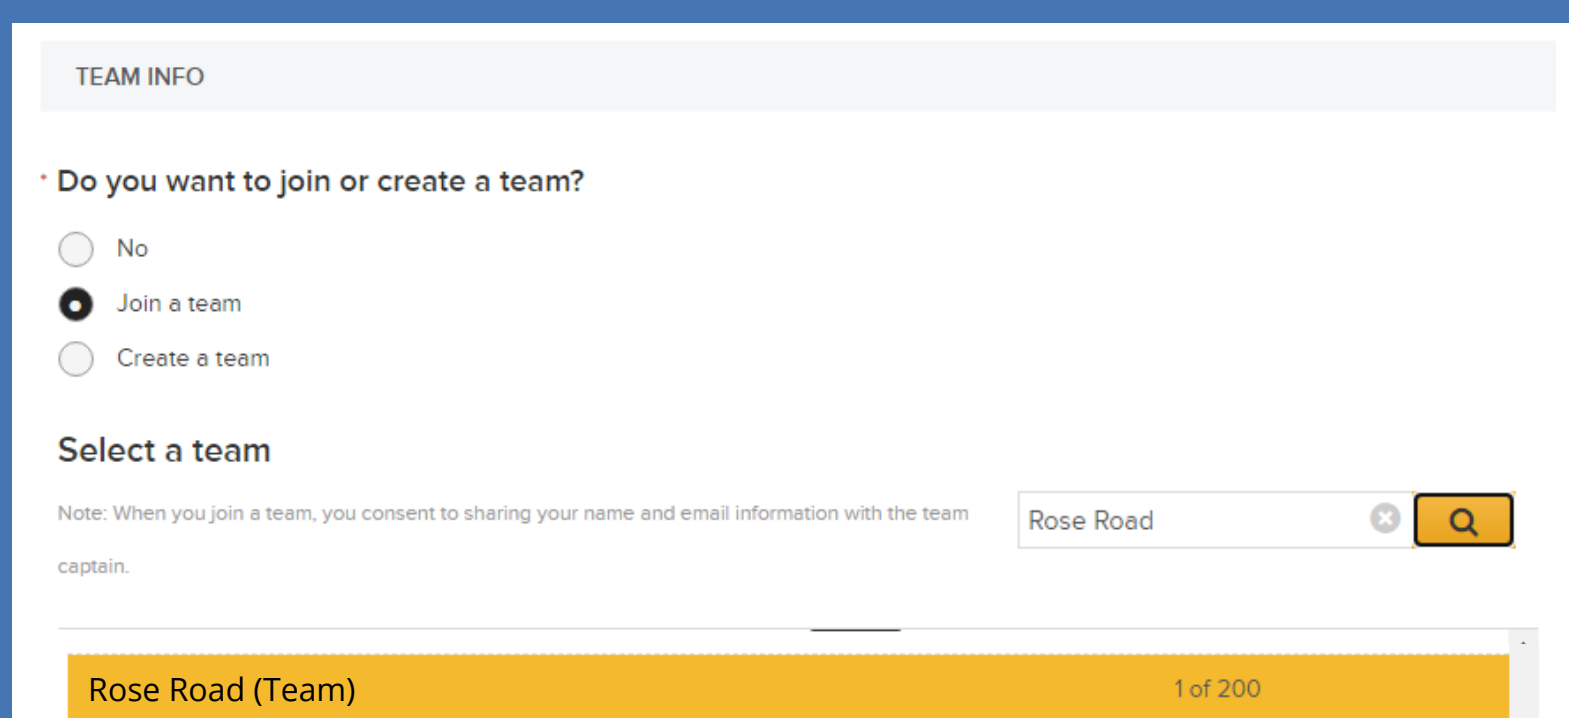 TEAM INFO
* Do you want to join or create a team?
No
Join a team
Create a team
Select a team
Note: When you join a team, you consent to sharing your name and email information with the team
captain.
Rose Road
Rose Road (Team) 1 of 200